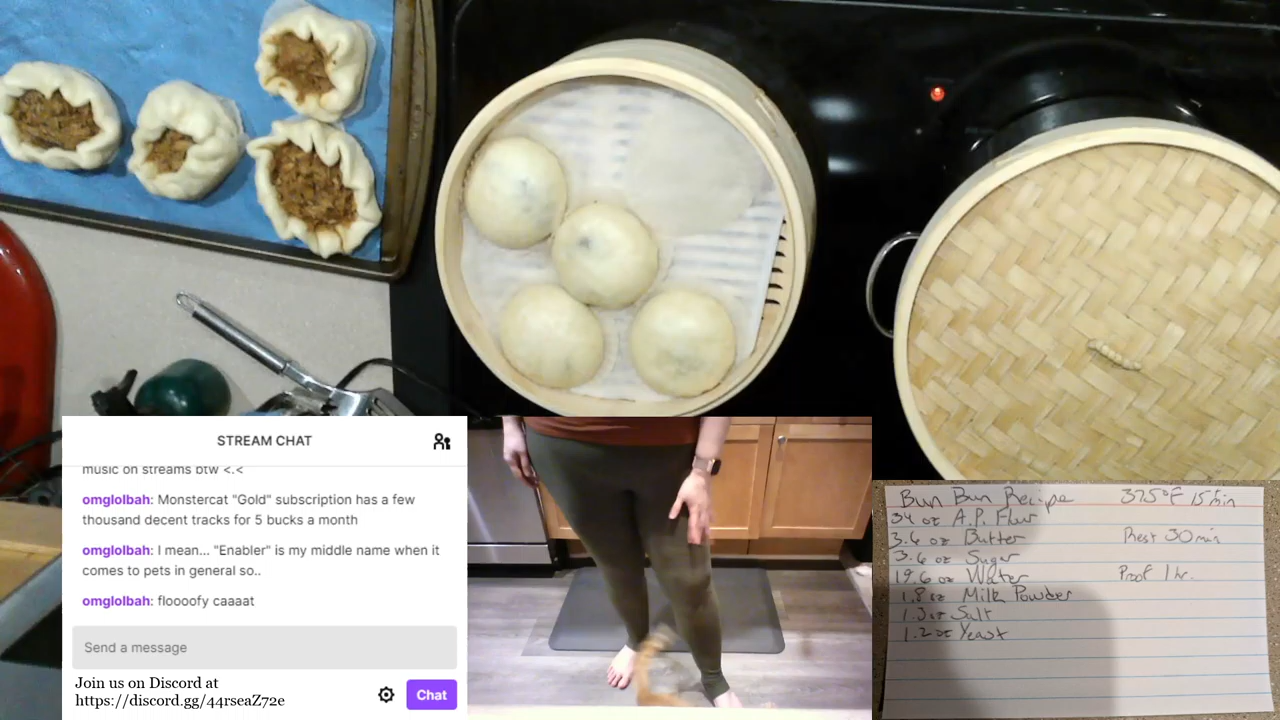 STREAM CHAT
music on streams btw <.<
omglolbah: Monstercat "Gold" subscription has a few
thousand decent tracks for 5 bucks a month
omglolbah: I mean... "Enabler" is my middle name when it
comes to pets in general so..
omglolbah: floooofy caaaat
Send a message
Join us on Discord at
https://discord.gg/44rseaZ72e
Chat
Bun Bun Recipe 375°F 15 min
34 oz A.P. Flour
3.6 oz Butter Rest 30 min
3.6 oz Sugar
19.6 oz Water Proof 1 hr.
1.8 oz Milk Powder
1.3 oz Salt
1.2 oz Yeast